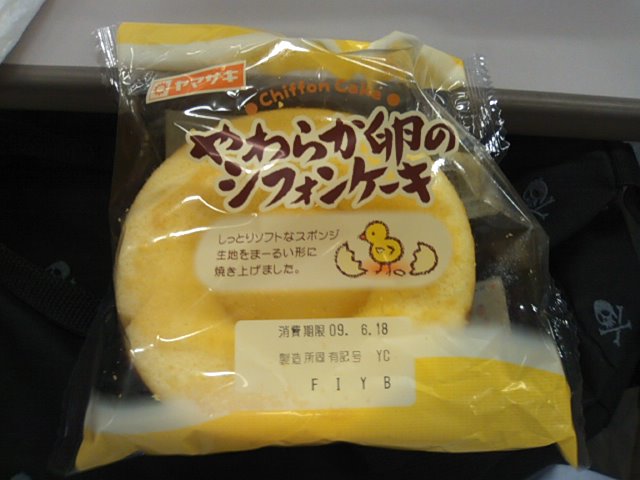 ヤマザキ
Chiffon Cake
やわらか卵の
シフォンケーキ
しっとりソフトなスポンジ
生地をまーるい形に
焼き上げました。
消費期限 09. 6.18
製造所固有記号 YC
F I Y B